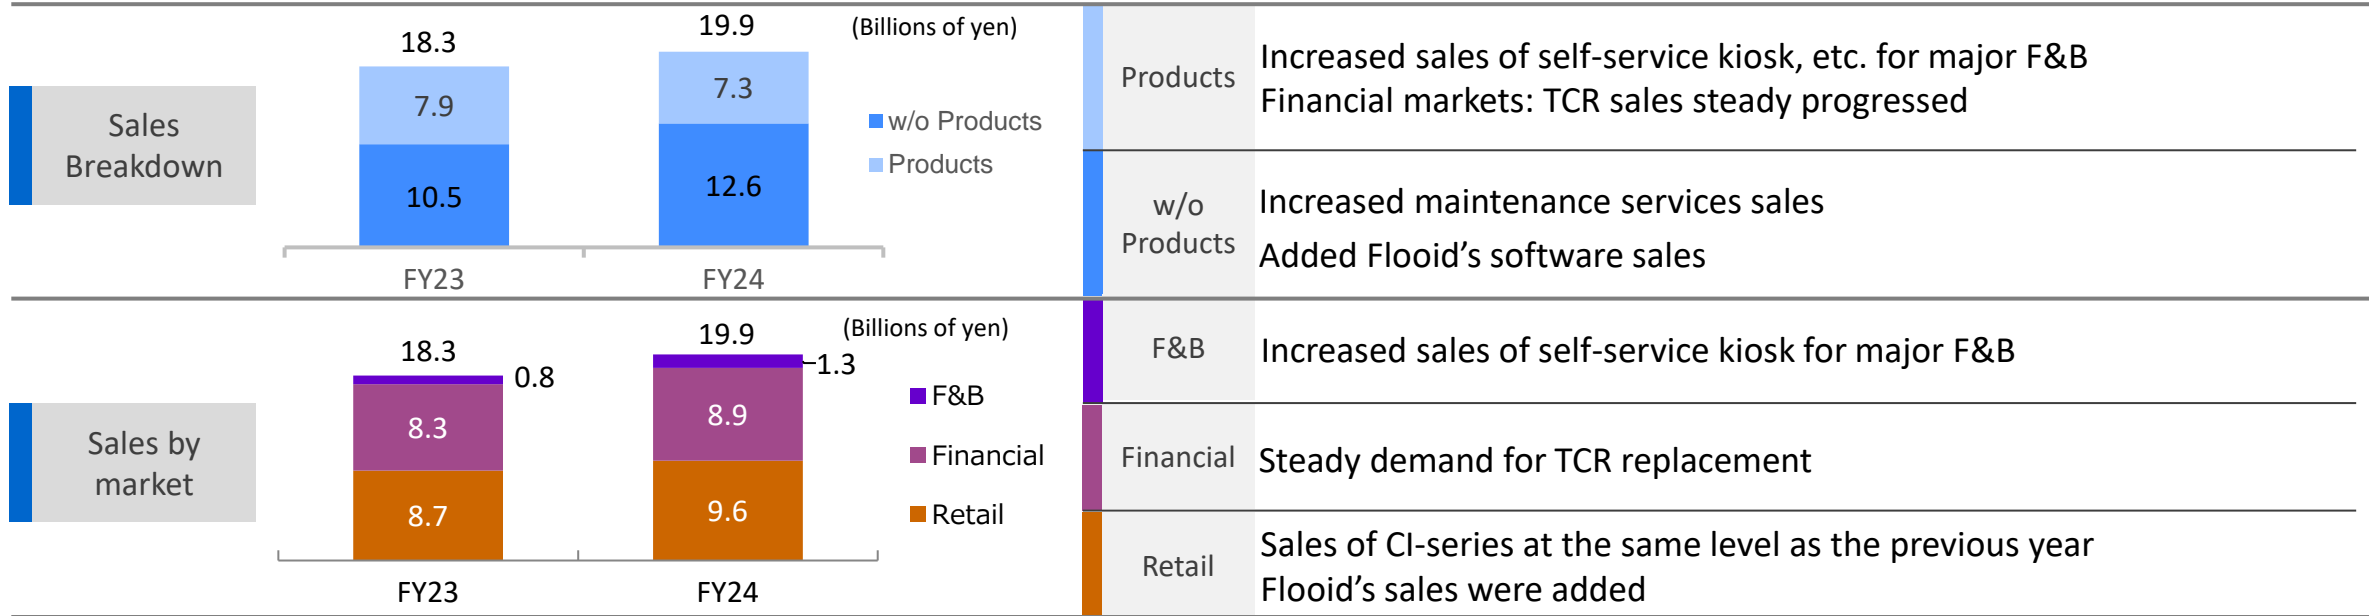 Sales
Breakdown
(Billions of yen)
18.3
19.9
7.9
7.3
10.5
12.6
w/o Products
Products
FY23
FY24
Products
Increased sales of self-service kiosk, etc. for major F&B
Financial markets: TCR sales steady progressed
w/o
Products
Increased maintenance services sales
Added Flooid’s software sales
Sales by
market
(Billions of yen)
18.3
19.9
0.8
1.3
8.3
8.9
8.7
9.6
F&B
Financial
Retail
FY23
FY24
F&B
Increased sales of self-service kiosk for major F&B
Financial
Steady demand for TCR replacement
Retail
Sales of CI-series at the same level as the previous year
Flooid’s sales were added